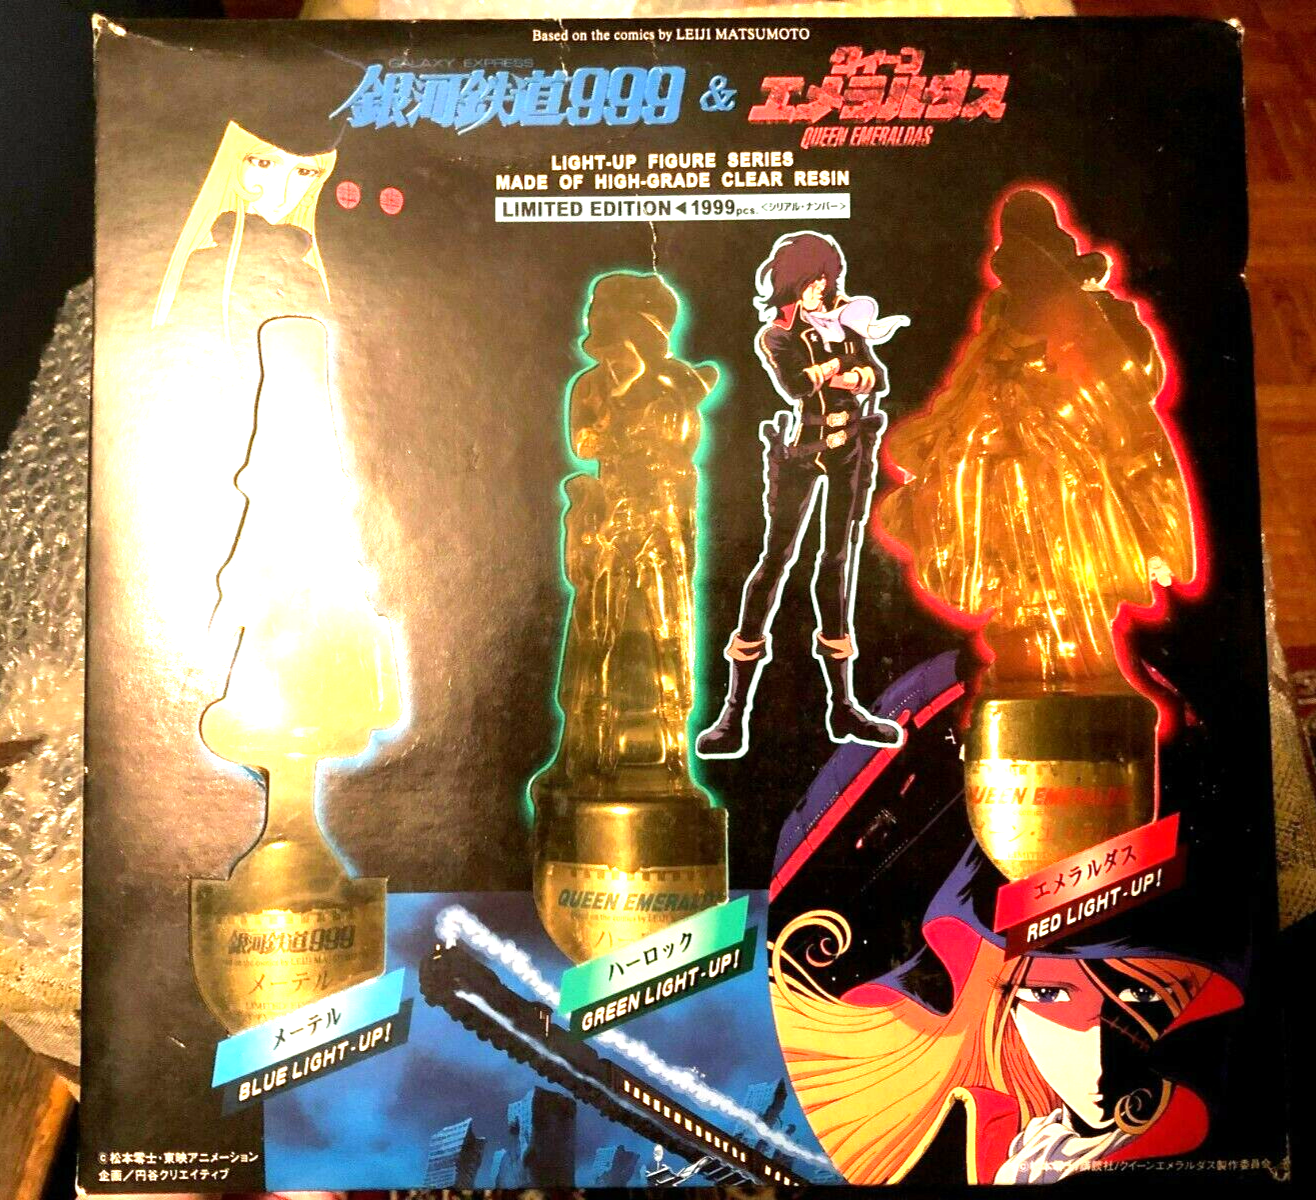 Based on the comics by LEIJI MATSUMOTO
GALAXY EXPRESS
銀河鉄道999 & クィーンエメラルダス
QUEEN EMERALDAS
LIGHT-UP FIGURE SERIES
MADE OF HIGH-GRADE CLEAR RESIN
LIMITED EDITION◀1999pcs.<シリアル・ナンバー>
銀河鉄道999
メーテル
メーテル
BLUE LIGHT-UP!
QUEEN EMERALDAS
ハーロック
GREEN LIGHT-UP!
QUEEN EMERALDAS
エメラルダス
RED LIGHT-UP!
©松本零士・東映アニメーション
企画/円谷クリエイティブ
/クイーンエメラルダス製作委員会